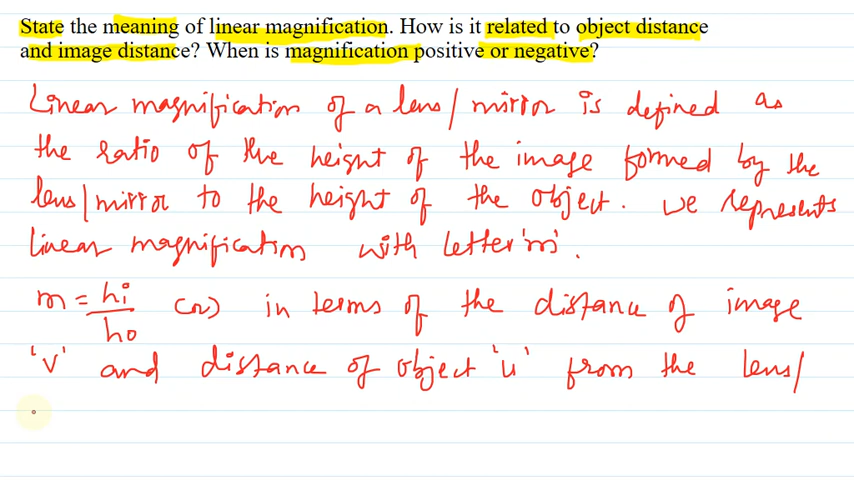 State the meaning of linear magnification. How is it related to object distance
and image distance? When is magnification positive or negative?
Linear magnification of a lens/mirror is defined as
the ratio of the height of the image formed by the
lens/mirror to the height of the object. we represents
linear magnification with letter 'm'.
m = hi/ho (or) in terms of the distance of image
'v' and distance of object 'u' from the lens/